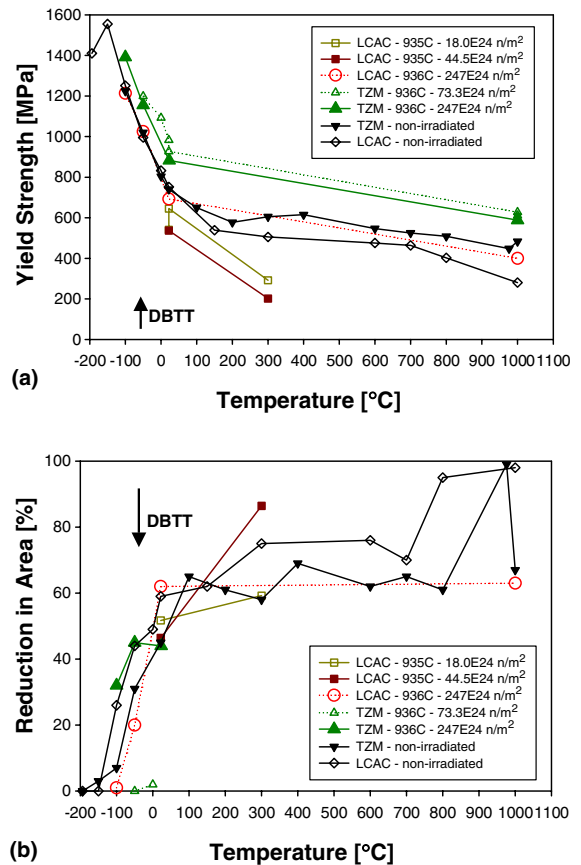 (a)
1600
1400
1200
1000
800
600
400
200
0
Yield Strength [MPa]
LCAC - 935C - 18.0E24 n/m²
LCAC - 935C - 44.5E24 n/m²
LCAC - 936C - 247E24 n/m²
TZM - 936C - 73.3E24 n/m²
TZM - 936C - 247E24 n/m²
TZM - non-irradiated
LCAC - non-irradiated
DBTT
-200 -100 0 100 200 300 400 500 600 700 800 900 1000 1100
Temperature [°C]
(b)
100
80
60
40
20
0
Reduction in Area [%]
DBTT
LCAC - 935C - 18.0E24 n/m²
LCAC - 935C - 44.5E24 n/m²
LCAC - 936C - 247E24 n/m²
TZM - 936C - 73.3E24 n/m²
TZM - 936C - 247E24 n/m²
TZM - non-irradiated
LCAC - non-irradiated
-200 -100 0 100 200 300 400 500 600 700 800 900 1000 1100
Temperature [°C]